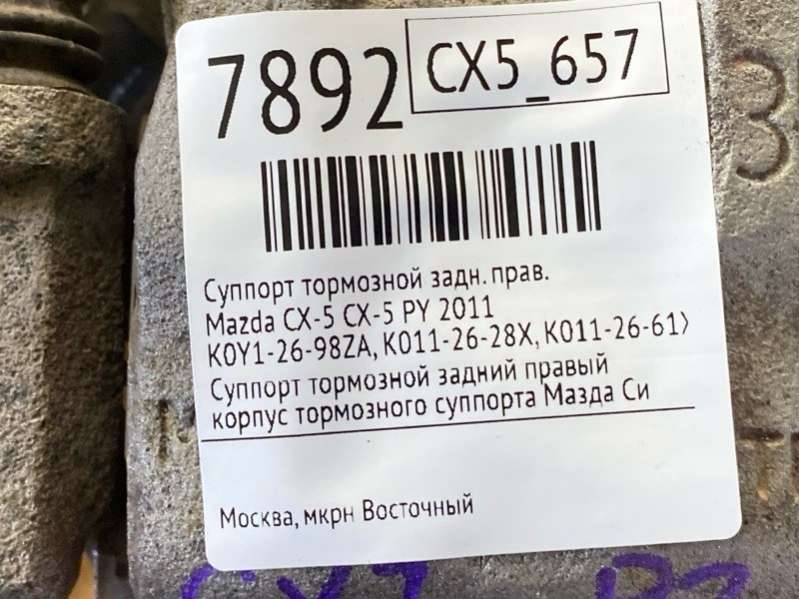 7892 CX5_657
Суппорт тормозной задн. прав.
Mazda CX-5 CX-5 PY 2011
K0Y1-26-98ZA, K011-26-28X, K011-26-61
Суппорт тормозной задний правый
корпус тормозного суппорта Мазда Си
Москва, мкрн Восточный